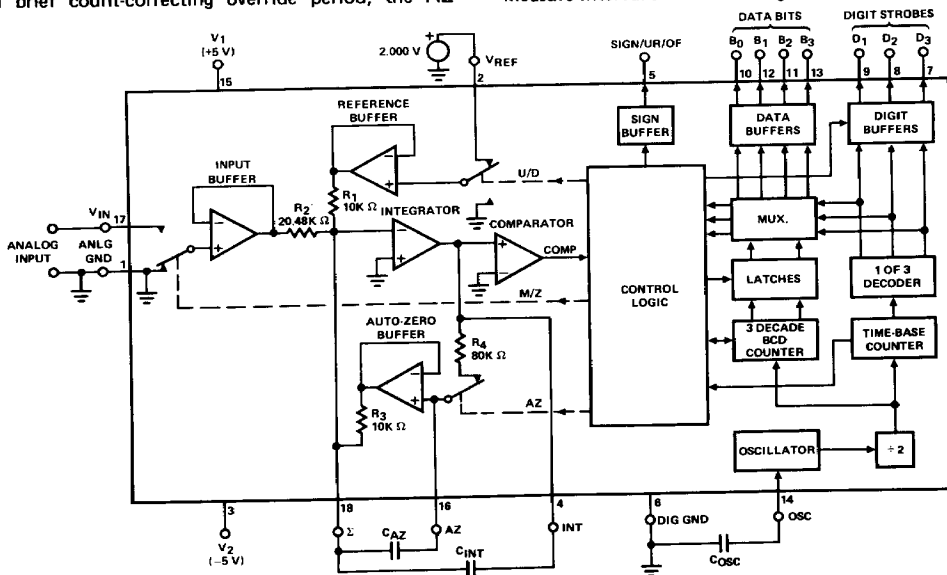 brief count-correcting override period, the
DATA BITS DIGIT STROBES
B0 B1 B2 B3 D1 D2 D3
10 12 11 13 9 8 7
V1
(+5 V)
15
2.000 V
VREF
2
SIGN/UR/OF
5
REFERENCE
BUFFER
SIGN
BUFFER
DATA
BUFFERS
DIGIT
BUFFERS
INPUT
BUFFER
R1
10K Ω
U/D
R2
20.48K Ω
INTEGRATOR
COMPARATOR
COMP
VIN 17
ANALOG
INPUT
ANLG
GND
1
M/Z
CONTROL
LOGIC
MUX.
LATCHES
1 OF 3
DECODER
AUTO-ZERO
BUFFER
R4
80K Ω
3 DECADE
BCD
COUNTER
TIME-BASE
COUNTER
R3
10K Ω
AZ
OSCILLATOR
÷ 2
3
V2
(−5 V)
18
Σ
16
AZ
4
INT
6
DIG GND
14
OSC
CAZ
CINT
COSC